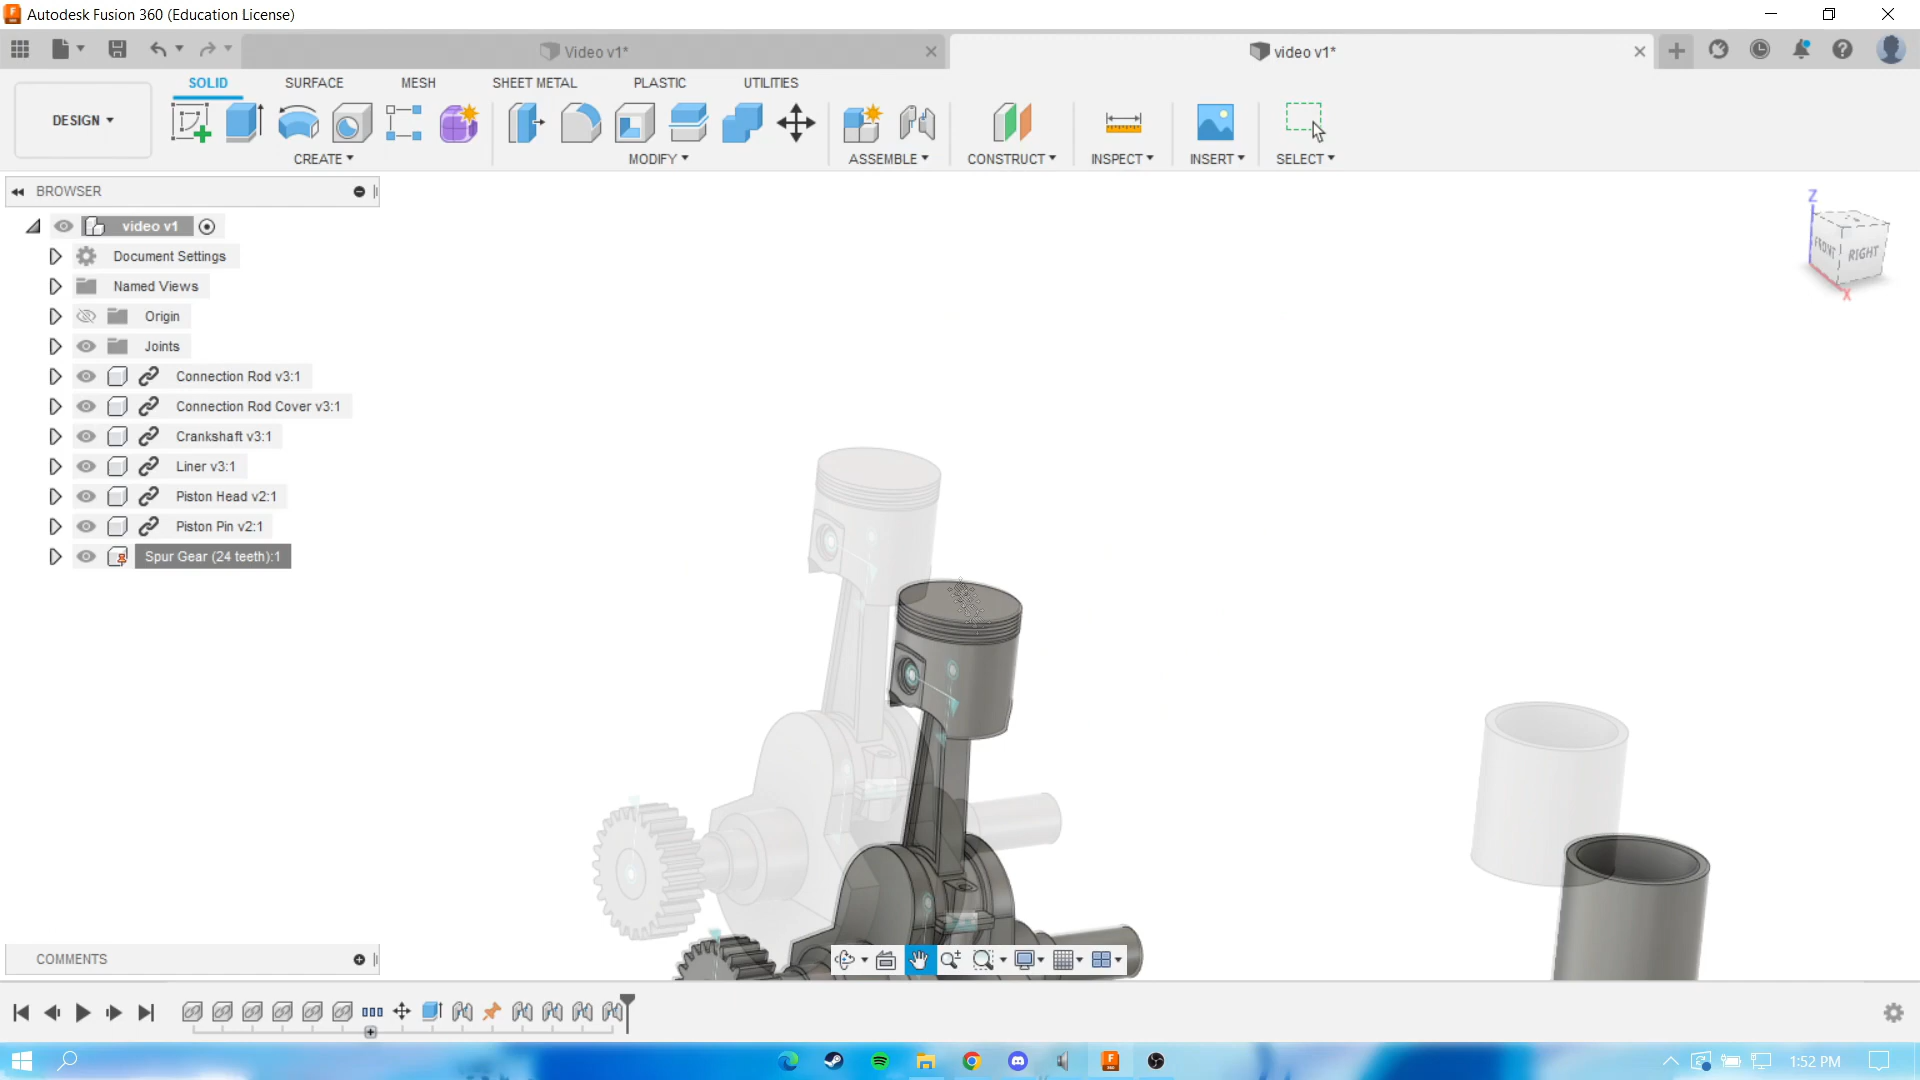 Autodesk Fusion 360 (Education License)
Video v1*
video v1*
SOLID
SURFACE
MESH
SHEET METAL
PLASTIC
UTILITIES
DESIGN
CREATE
MODIFY
ASSEMBLE
CONSTRUCT
INSPECT
INSERT
SELECT
BROWSER
video v1
Document Settings
Named Views
Origin
Joints
Connection Rod v3:1
Connection Rod Cover v3:1
Crankshaft v3:1
Liner v3:1
Piston Head v2:1
Piston Pin v2:1
Spur Gear (24 teeth):1
Z
FRONT
RIGHT
X
COMMENTS
1:52 PM